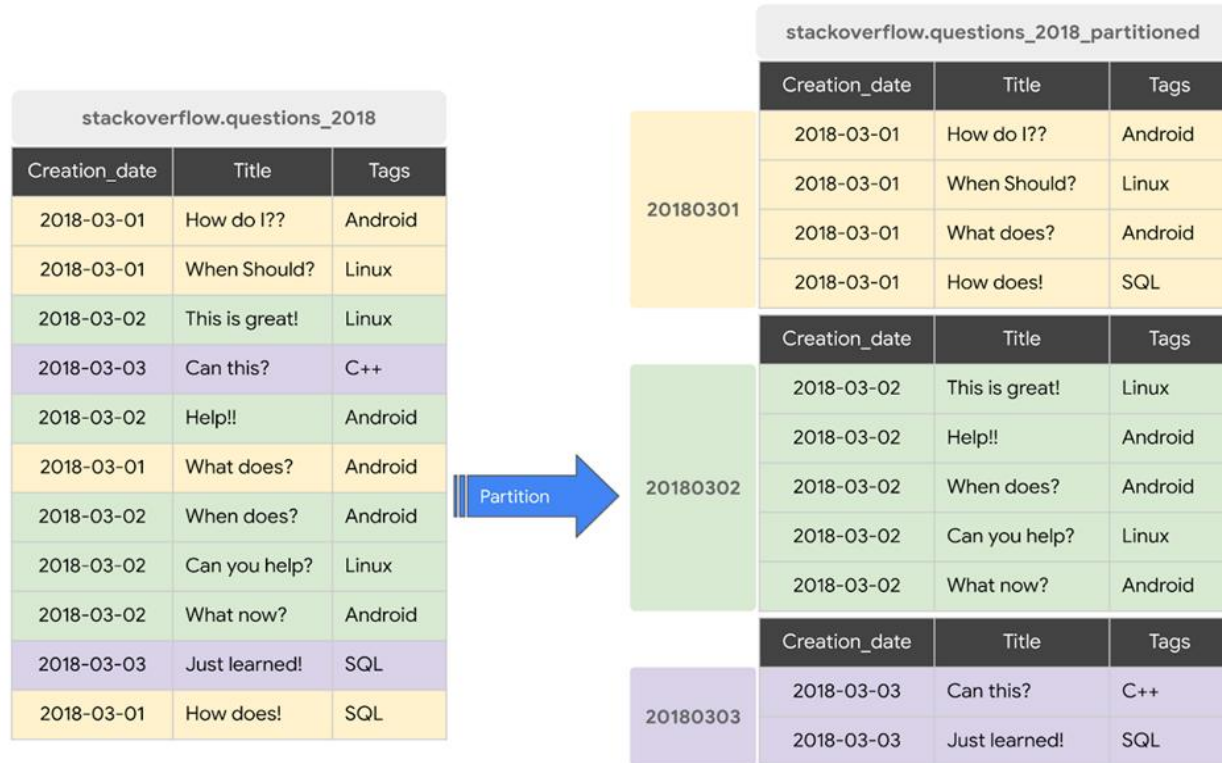 stackoverflow.questions_2018
Creation_date Title Tags
2018-03-01 How do I?? Android
2018-03-01 When Should? Linux
2018-03-02 This is great! Linux
2018-03-03 Can this? C++
2018-03-02 Help!! Android
2018-03-01 What does? Android
2018-03-02 When does? Android
2018-03-02 Can you help? Linux
2018-03-02 What now? Android
2018-03-03 Just learned! SQL
2018-03-01 How does! SQL
Partition
stackoverflow.questions_2018_partitioned
Creation_date Title Tags
20180301
2018-03-01 How do I?? Android
2018-03-01 When Should? Linux
2018-03-01 What does? Android
2018-03-01 How does! SQL
Creation_date Title Tags
20180302
2018-03-02 This is great! Linux
2018-03-02 Help!! Android
2018-03-02 When does? Android
2018-03-02 Can you help? Linux
2018-03-02 What now? Android
Creation_date Title Tags
20180303
2018-03-03 Can this? C++
2018-03-03 Just learned! SQL